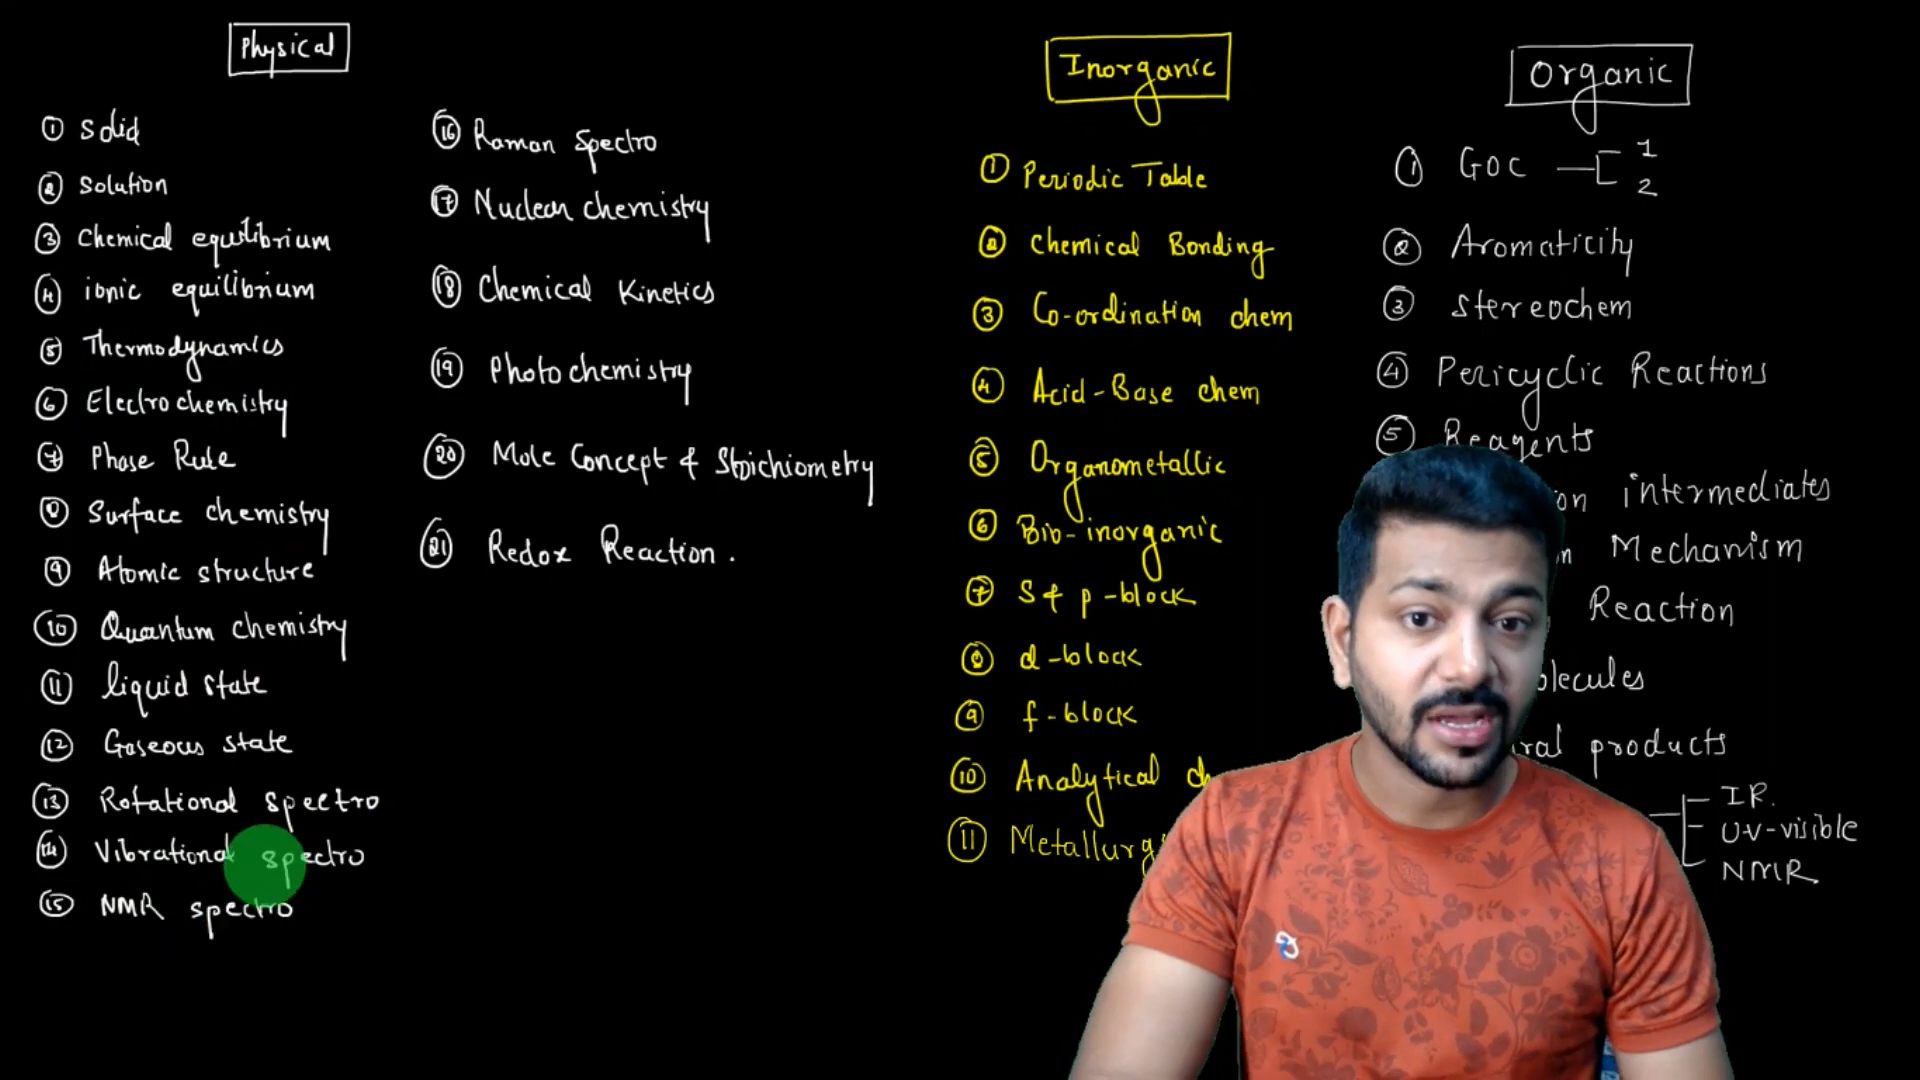 Physical
① Solid
② Solution
③ Chemical equilibrium
④ ionic equilibrium
⑤ Thermodynamics
⑥ Electrochemistry
⑦ Phase Rule
⑧ Surface chemistry
⑨ Atomic structure
⑩ Quantum chemistry
⑪ liquid state
⑫ Gaseous state
⑬ Rotational spectro
⑭ Vibrational spectro
⑮ NMR spectro
⑯ Raman Spectro
⑰ Nuclear chemistry
⑱ Chemical Kinetics
⑲ Photochemistry
⑳ Mole Concept & Stoichiometry
㉑ Redox Reaction.
Inorganic
① Periodic Table
② Chemical Bonding
③ Co-ordination chem
④ Acid-Base chem
⑤ Organometallic
⑥ Bio-inorganic
⑦ S & p-block
⑧ d-block
⑨ f-block
⑩ Analytical ch
⑪ Metallurg
Organic
① GOC 1
2
② Aromaticity
③ Stereochem
④ Pericyclic Reactions
⑤ Reagents
on intermediates
n Mechanism
Reaction
olecules
ral products
IR.
UV-visible
NMR.